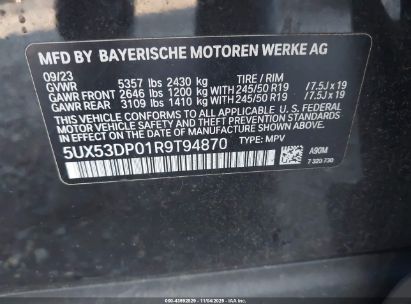 MFD BY BAYERISCHE MOTOREN WERKE AG
09/23
GVWR 5357 lbs 2430 kg TIRE / RIM
GAWR FRONT 2646 lbs 1200 kg WITH 245/50 R19 / 7.5J x 19
GAWR REAR 3109 lbs 1410 kg WITH 245/50 R19 / 7.5J x 19
THIS VEHICLE CONFORMS TO ALL APPLICABLE U. S. FEDERAL
MOTOR VEHICLE SAFETY, BUMPER, AND THEFT PREVENTION
STANDARDS IN EFFECT ON THE DATE OF MANUFACTURE SHOWN ABOVE.
5UX53DP01R9T94870 TYPE: MPV
A90M
7 320 730